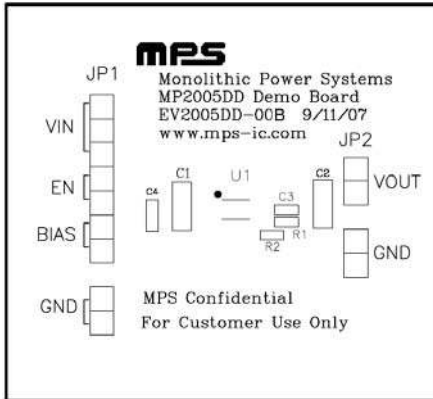 MPS
JP1
Monolithic Power Systems
MP2005DD Demo Board
EV2005DD-00B 9/11/07
www.mps-ic.com
JP2
VIN
EN
BIAS
GND
C4
C1
U1
C3
C2
R1
R2
VOUT
GND
MPS Confidential
For Customer Use Only